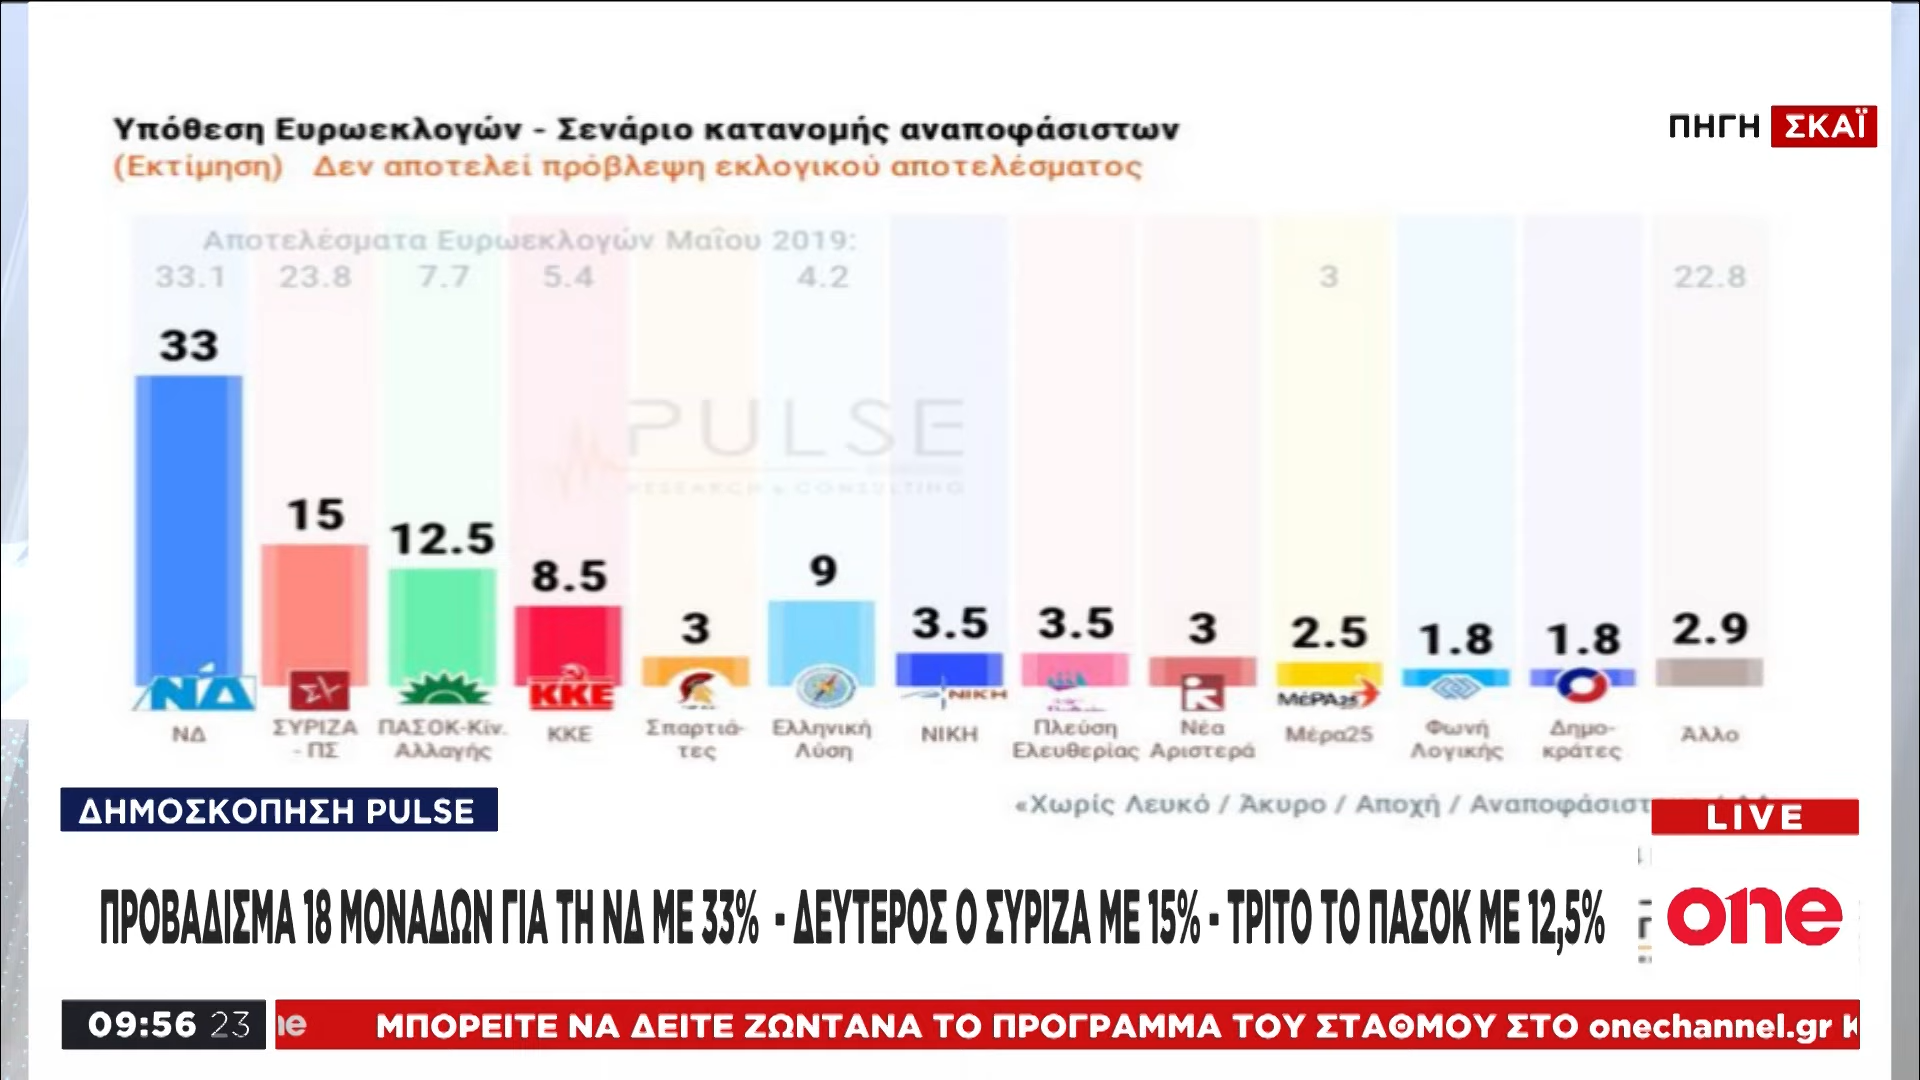 Υπόθεση Ευρωεκλογών - Σενάριο κατανομής αναποφάσιστων
(Εκτίμηση) Δεν αποτελεί πρόβλεψη εκλογικού αποτελέσματος
ΠΗΓΗ ΣΚΑΪ
Αποτελέσματα Ευρωεκλογών Μαΐου 2019:
33.1 23.8 7.7 5.4 4.2 3 22.8
33 15 12.5 8.5 3 9 3.5 3.5 3 2.5 1.8 1.8 2.9
PULSE
RESEARCH & CONSULTING
ΝΔ ΚΚΕ ΝΙΚΗ ΜέΡΑ25
ΝΔ ΣΥΡΙΖΑ ΠΑΣΟΚ-Κίν. ΚΚΕ Σπαρτιά- Ελληνική ΝΙΚΗ Πλεύση Νέα Μέρα25 Φωνή Δημο- Άλλο
- ΠΣ Αλλαγής τες Λύση Ελευθερίας Αριστερά Λογικής κράτες
«Χωρίς Λευκό / Άκυρο / Αποχή /
ΔΗΜΟΣΚΟΠΗΣΗ PULSE
LIVE
ΠΡΟΒΑΔΙΣΜΑ 18 ΜΟΝΑΔΩΝ ΓΙΑ ΤΗ ΝΔ ΜΕ 33% - ΔΕΥΤΕΡΟΣ Ο ΣΥΡΙΖΑ ΜΕ 15% - ΤΡΙΤΟ ΤΟ ΠΑΣΟΚ ΜΕ 12,5%
one
09:56 23
ΜΠΟΡΕΙΤΕ ΝΑ ΔΕΙΤΕ ΖΩΝΤΑΝΑ ΤΟ ΠΡΟΓΡΑΜΜΑ ΤΟΥ ΣΤΑΘΜΟΥ ΣΤΟ onechannel.gr